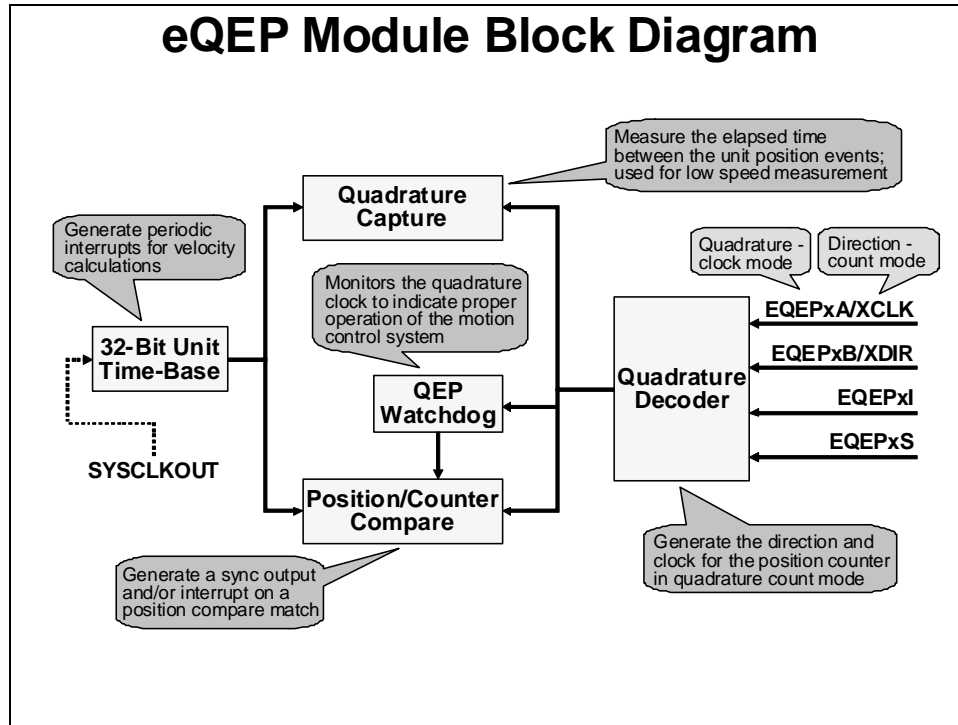 eQEP Module Block Diagram
Measure the elapsed time
between the unit position events;
used for low speed measurement
Quadrature
Capture
Generate periodic
interrupts for velocity
calculations
Quadrature -
clock mode
Direction -
count mode
Monitors the quadrature
clock to indicate proper
operation of the motion
control system
EQEPxA/XCLK
32-Bit Unit
Time-Base
EQEPxB/XDIR
Quadrature
Decoder
QEP
Watchdog
EQEPxI
EQEPxS
SYSCLKOUT
Position/Counter
Compare
Generate the direction and
clock for the position counter
in quadrature count mode
Generate a sync output
and/or interrupt on a
position compare match